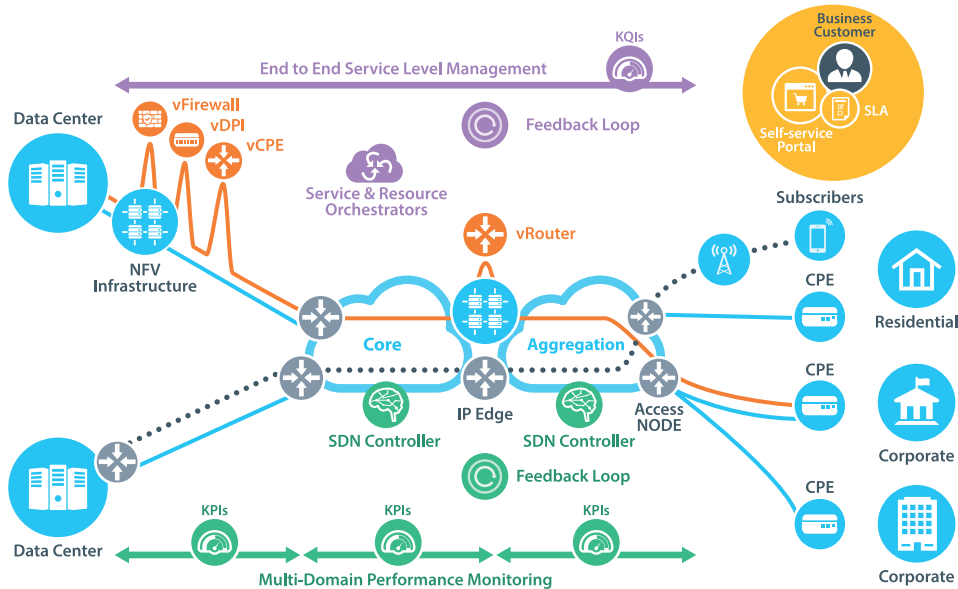 KQIs
End to End Service Level Management
Business
Customer
SLA
Self-service
Portal
Data Center
vFirewall
vDPI
vCPE
Feedback Loop
Service & Resource
Orchestrators
Subscribers
NFV
Infrastructure
vRouter
CPE
Residential
Core
Aggregation
CPE
IP Edge
Access
NODE
SDN Controller
SDN Controller
Corporate
Feedback Loop
CPE
Data Center
KPIs
KPIs
KPIs
Corporate
Multi-Domain Performance Monitoring